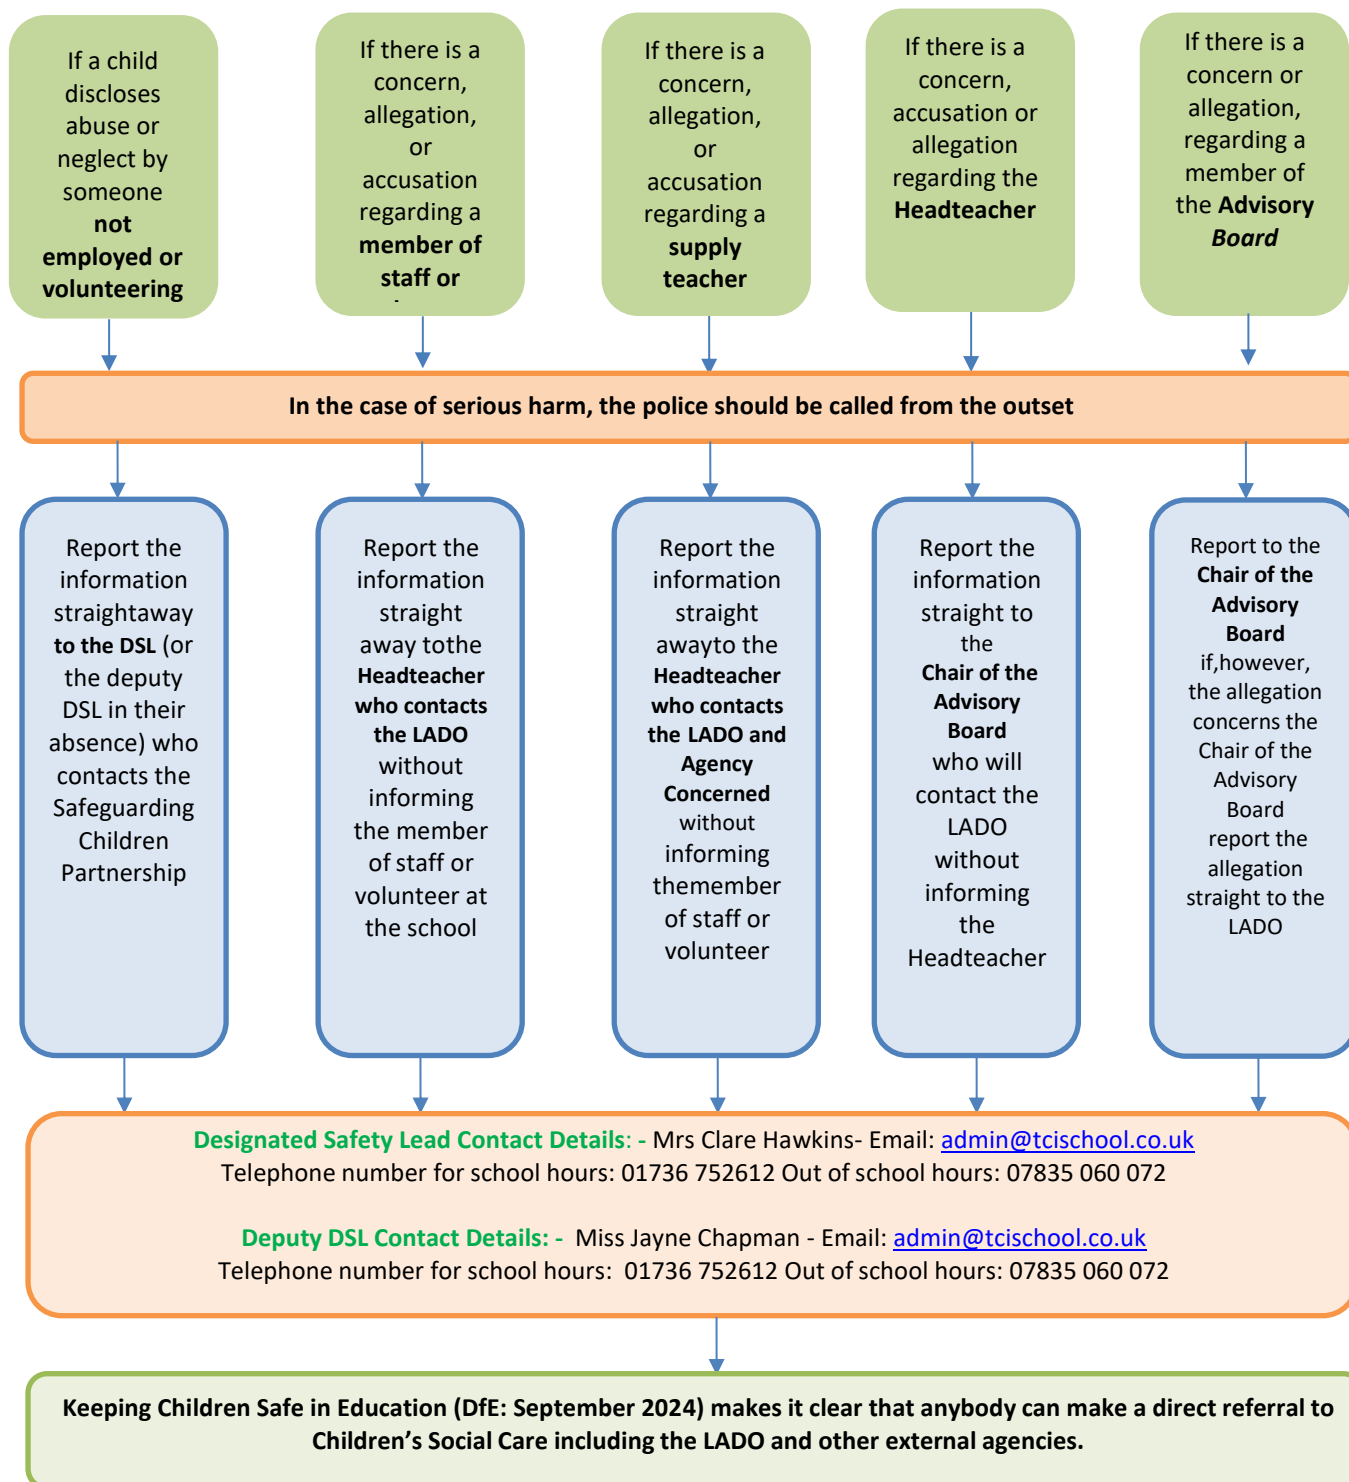 If a child
discloses
abuse or
neglect by
someone
not
employed or
volunteering
If there is a
concern,
allegation,
or
accusation
regarding a
member of
staff or
If there is a
concern,
allegation,
or
accusation
regarding a
supply
teacher
If there is a
concern,
accusation or
allegation
regarding the
Headteacher
If there is a
concern or
allegation,
regarding a
member of
the Advisory
Board
In the case of serious harm, the police should be called from the outset
Report the
information
straightaway
to the DSL (or
the deputy
DSL in their
absence) who
contacts the
Safeguarding
Children
Partnership
Report the
information
straight
away tothe
Headteacher
who contacts
the LADO
without
informing
the member
of staff or
volunteer at
the school
Report the
information
straight
awayto the
Headteacher
who contacts
the LADO and
Agency
Concerned
without
informing
themember
of staff or
volunteer
Report the
information
straight to
the
Chair of the
Advisory
Board
who will
contact the
LADO
without
informing
the
Headteacher
Report to the
Chair of the
Advisory
Board
if,however,
the allegation
concerns the
Chair of the
Advisory
Board
report the
allegation
straight to the
LADO
Designated Safety Lead Contact Details: - Mrs Clare Hawkins- Email: admin@tcischool.co.uk
Telephone number for school hours: 01736 752612 Out of school hours: 07835 060 072
Deputy DSL Contact Details: - Miss Jayne Chapman - Email: admin@tcischool.co.uk
Telephone number for school hours: 01736 752612 Out of school hours: 07835 060 072
Keeping Children Safe in Education (DfE: September 2024) makes it clear that anybody can make a direct referral to
Children's Social Care including the LADO and other external agencies.